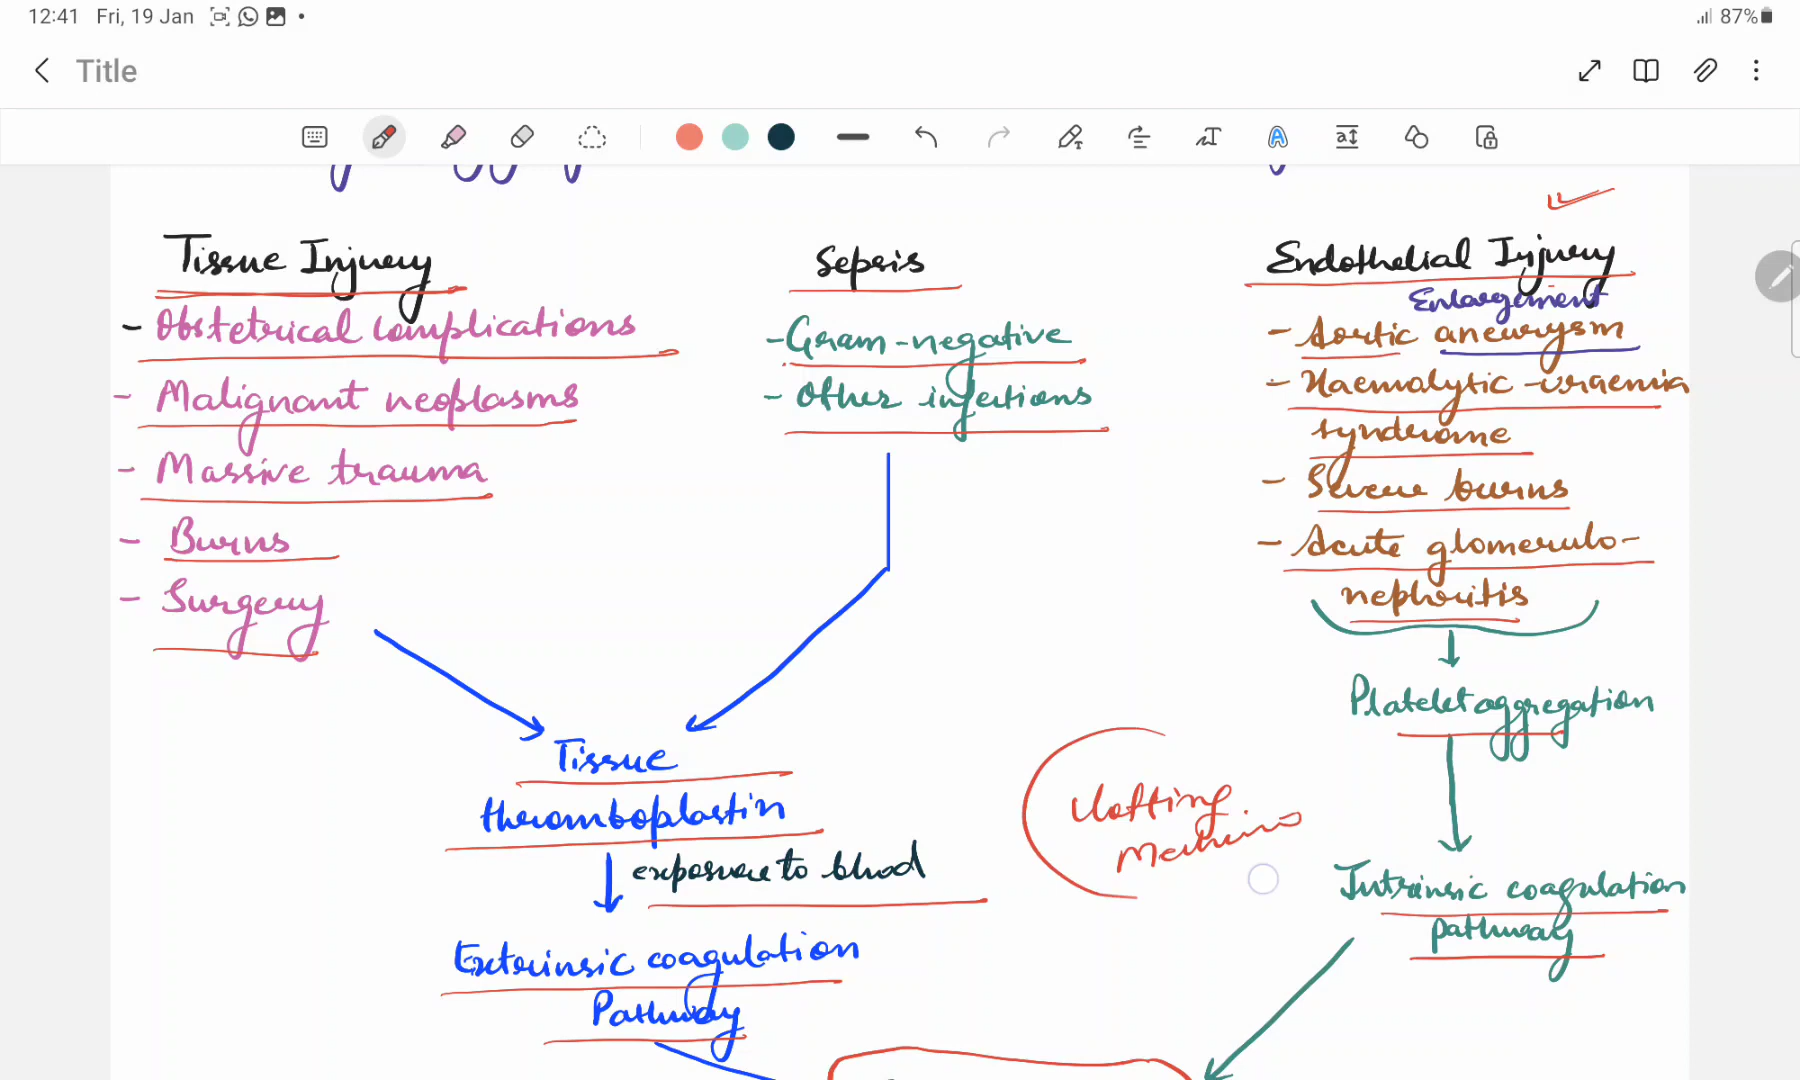 12:41 Fri, 19 Jan
87%
Title
Tissue Injury
- Obstetrical complications
- Malignant neoplasms
- Massive trauma
- Burns
- Surgery
Sepsis
- Gram-negative
- Other infections
Endothelial Injury
Enlargement
- Aortic aneurysm
- Haemolytic-uraemia
syndrome
- Severe burns
- Acute glomerulo-
nephritis
Platelet aggregation
Intrinsic coagulation
pathway
Tissue
thromboplastin
exposure to blood
Extrinsic coagulation
Pathway
Clotting